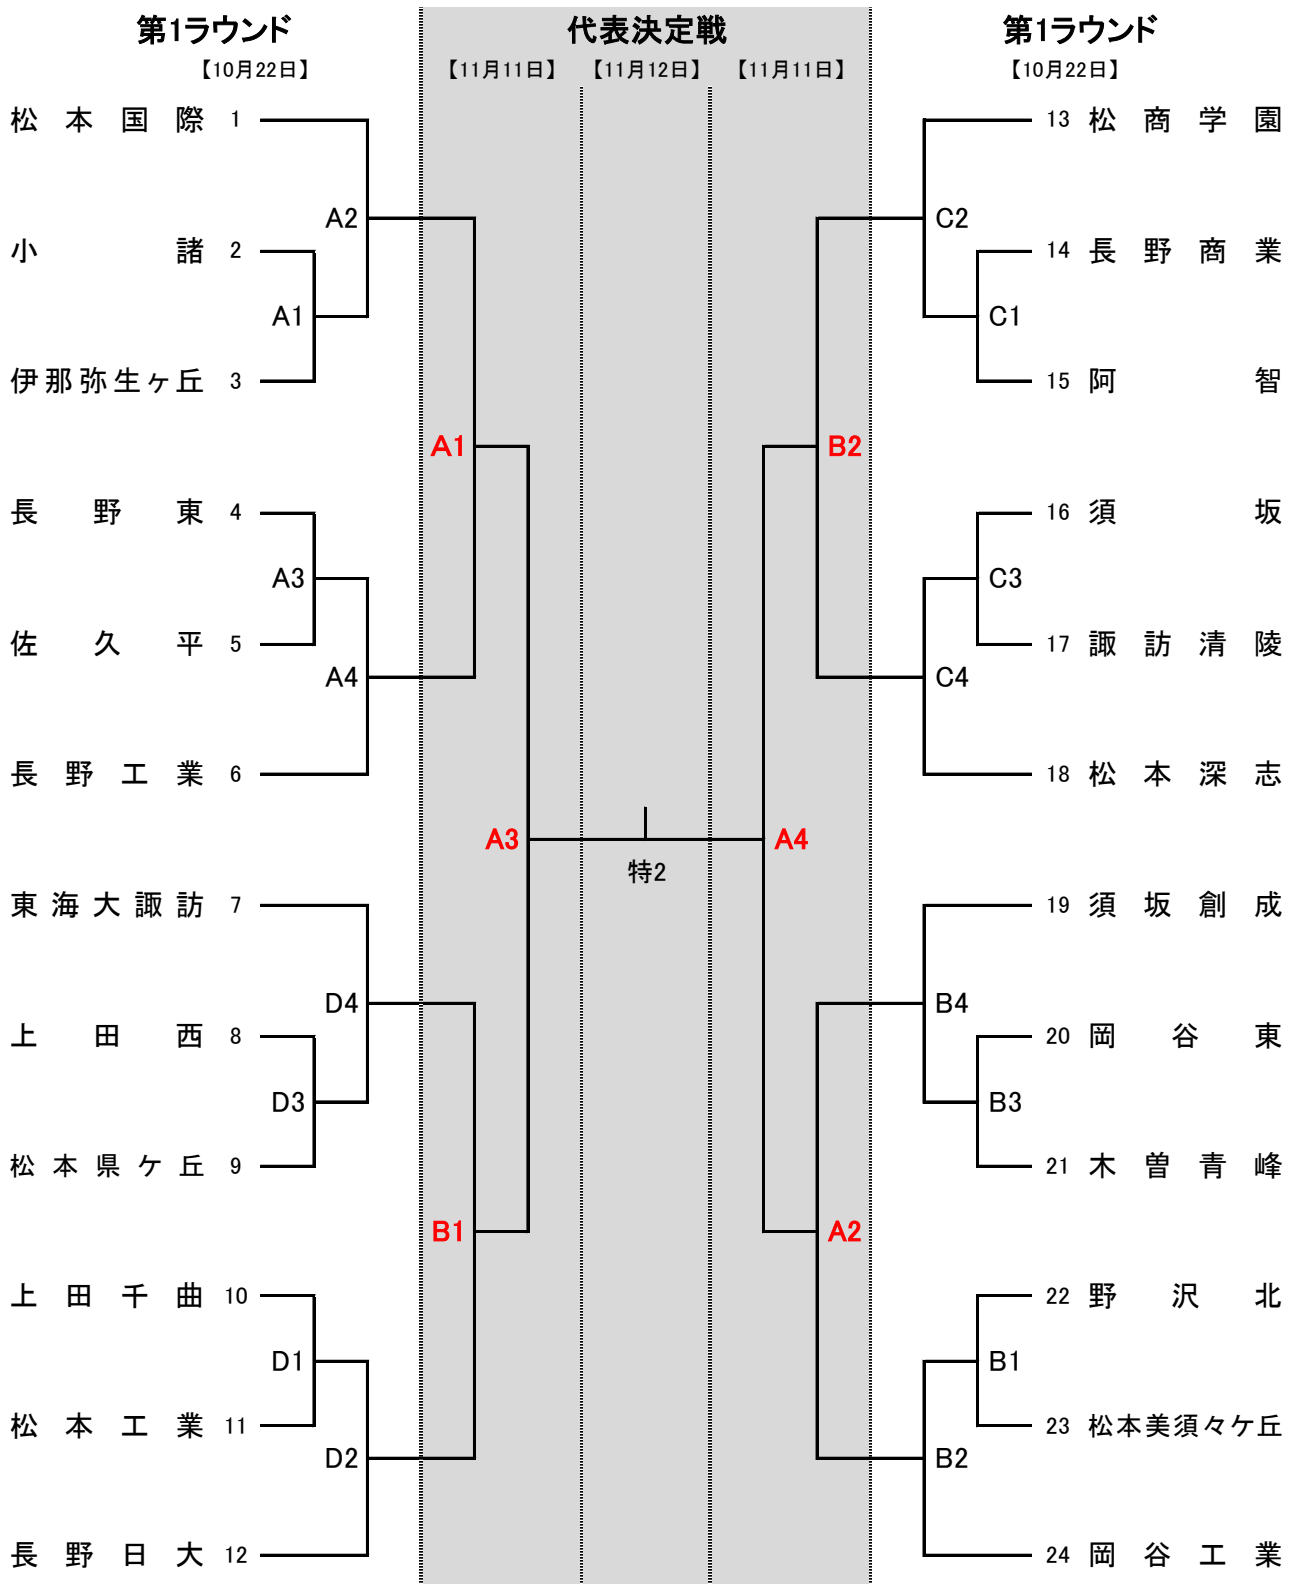 第1ラウンド 代表決定戦 第1ラウンド
【10月22日】 【11月11日】 【11月12日】 【11月11日】 【10月22日】
松本国際 1 13 松商学園
A2 C2
小諸 2 14 長野商業
A1 C1
伊那弥生ヶ丘 3 15 阿智
A1 B2
長野東 4 16 須坂
A3 C3
佐久平 5 17 諏訪清陵
A4 C4
長野工業 6 18 松本深志
A3 A4
特2
東海大諏訪 7 19 須坂創成
D4 B4
上田西 8 20 岡谷東
D3 B3
松本県ケ丘 9 21 木曽青峰
B1 A2
上田千曲 10 22 野沢北
D1 B1
松本工業 11 23 松本美須々ケ丘
D2 B2
長野日大 12 24 岡谷工業